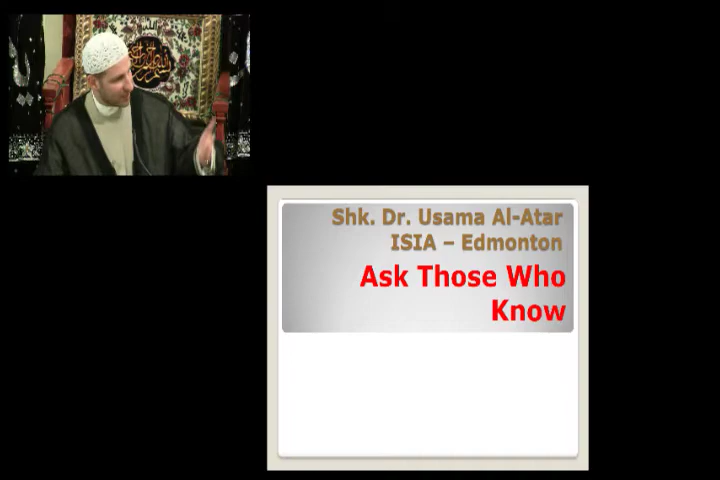 Shk. Dr. Usama Al-Atar
ISIA – Edmonton
Ask Those Who
Know